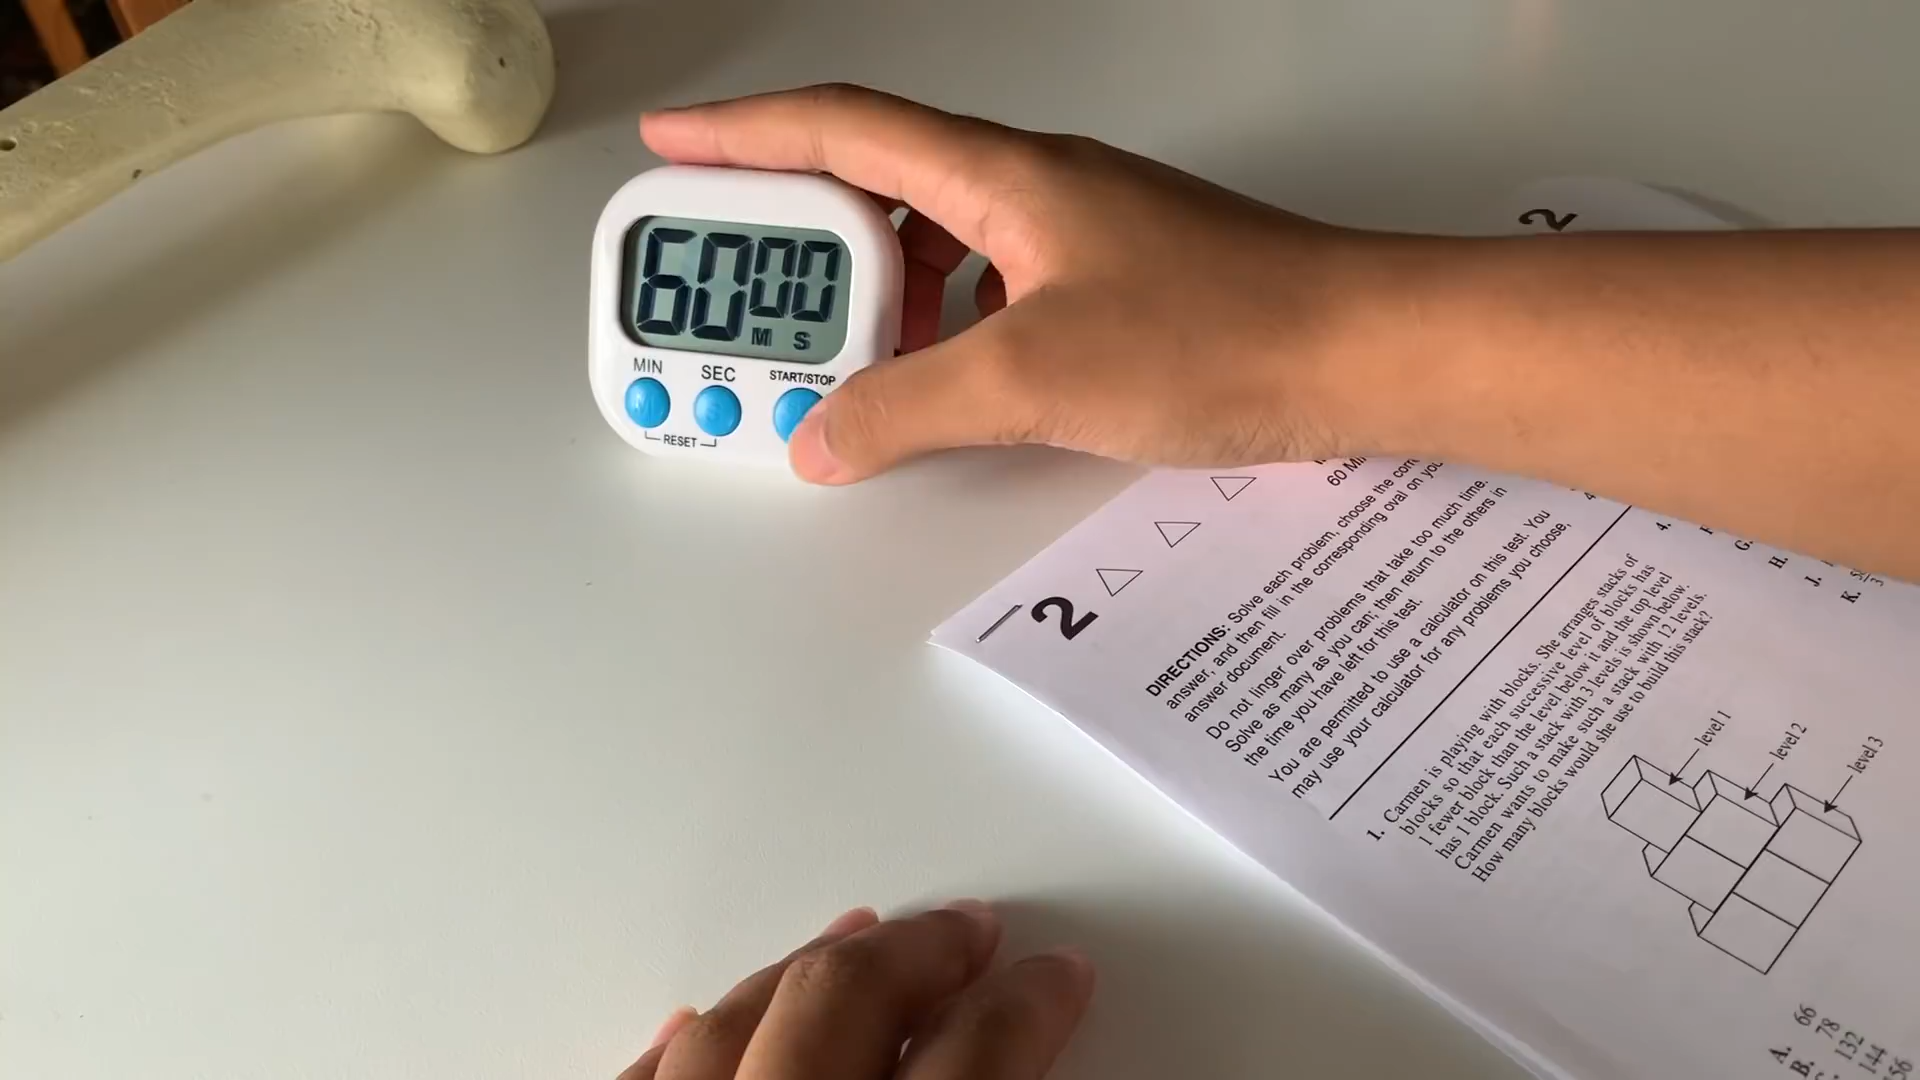 60 00
M S
MIN SEC START/STOP
RESET
2
2
60 MI
DIRECTIONS: Solve each problem, choose the corr
answer, and then fill in the corresponding oval on you
answer document.
Do not linger over problems that take too much time.
Solve as many as you can; then return to the others in
the time you have left for this test.
You are permitted to use a calculator on this test. You
may use your calculator for any problems you choose,
1. Carmen is playing with blocks. She arranges stacks of
blocks so that each successive level of blocks has
1 fewer block than the level below it and the top level
has 1 block. Such a stack with 3 levels is shown below.
Carmen wants to make such a stack with 12 levels.
How many blocks would she use to build this stack?
level 1
level 2
level 3
A. 66
B. 78
132
144
4.
F
G.
H.
J.
K.